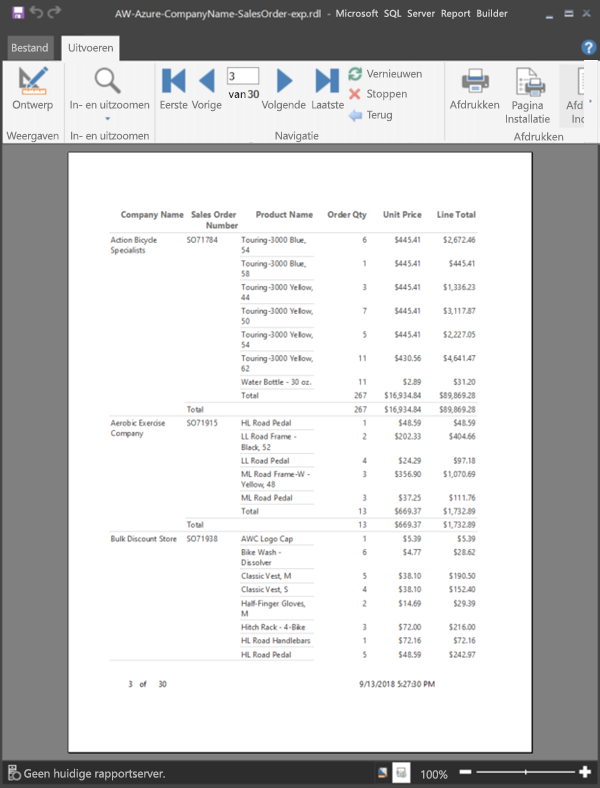 AW-Azure-CompanyName-SalesOrder-exp.rdl - Microsoft SQL Server Report Builder
Bestand Uitvoeren
3
van 30
Vernieuwen
Stoppen
Terug
Ontwerp In- en uitzoomen Eerste Vorige Volgende Laatste Afdrukken Pagina Installatie Afd Inc
Weergaven In- en uitzoomen Navigatie Afdrukken
Company Name Sales Order Number Product Name Order Qty Unit Price Line Total
Action Bicycle Specialists SO71784 Touring-3000 Blue, 54 6 $445.41 $2,672.46
Touring-3000 Blue, 58 1 $445.41 $445.41
Touring-3000 Yellow, 44 3 $445.41 $1,336.23
Touring-3000 Yellow, 50 7 $445.41 $3,117.87
Touring-3000 Yellow, 54 5 $445.41 $2,227.05
Touring-3000 Yellow, 62 11 $430.56 $4,641.47
Water Bottle - 30 oz. 11 $2.89 $31.20
Total 267 $16,934.84 $89,869.28
Total 267 $16,934.84 $89,869.28
Aerobic Exercise Company SO71915 HL Road Pedal 1 $48.59 $48.59
LL Road Frame - Black, 52 2 $202.33 $404.66
LL Road Pedal 4 $24.29 $97.18
ML Road Frame-W - Yellow, 48 3 $356.90 $1,070.69
ML Road Pedal 3 $37.25 $111.76
Total 13 $669.37 $1,732.89
Total 13 $669.37 $1,732.89
Bulk Discount Store SO71938 AWC Logo Cap 1 $5.39 $5.39
Bike Wash - Dissolver 6 $4.77 $28.62
Classic Vest, M 5 $38.10 $190.50
Classic Vest, S 4 $38.10 $152.40
Half-Finger Gloves, M 2 $14.69 $29.39
Hitch Rack - 4-Bike 3 $72.00 $216.00
HL Road Handlebars 1 $72.16 $72.16
HL Road Pedal 5 $48.59 $242.97
3 of 30 9/13/2018 5:27:30 PM
Geen huidige rapportserver. 100%